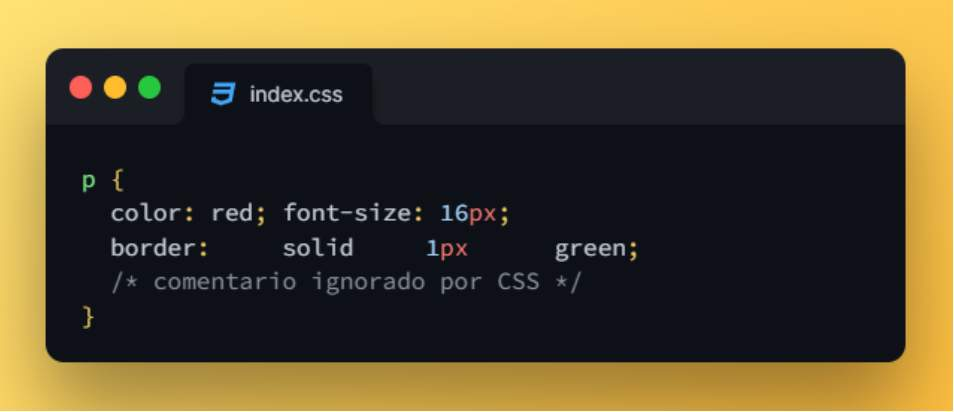 index.css
p {
  color: red; font-size: 16px;
  border:     solid     1px      green;
  /* comentario ignorado por CSS */
}